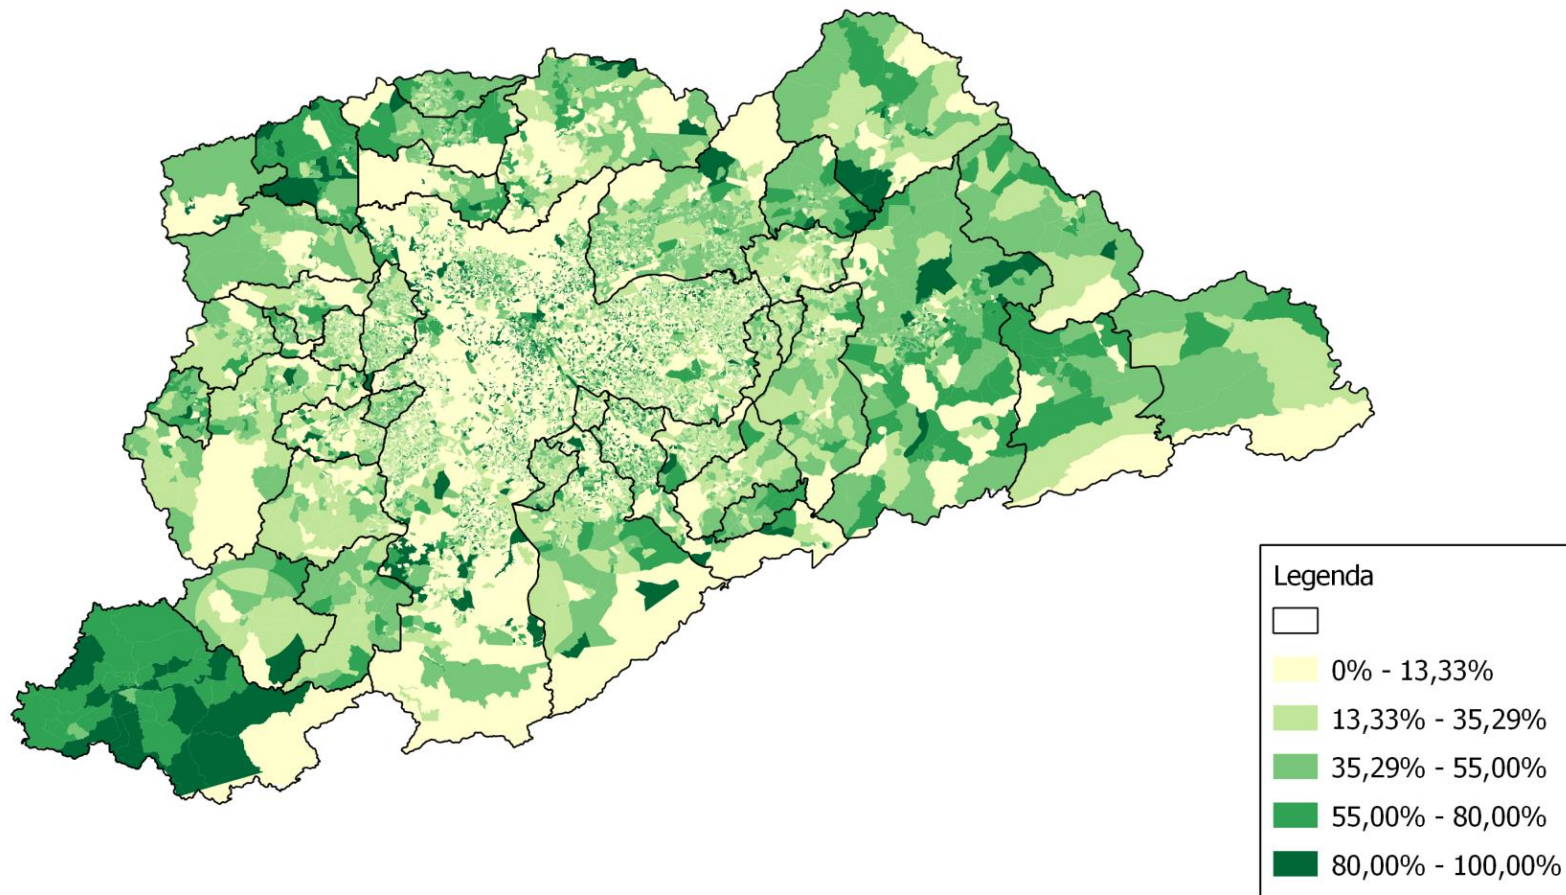 Legenda
0% - 13,33%
13,33% - 35,29%
35,29% - 55,00%
55,00% - 80,00%
80,00% - 100,00%